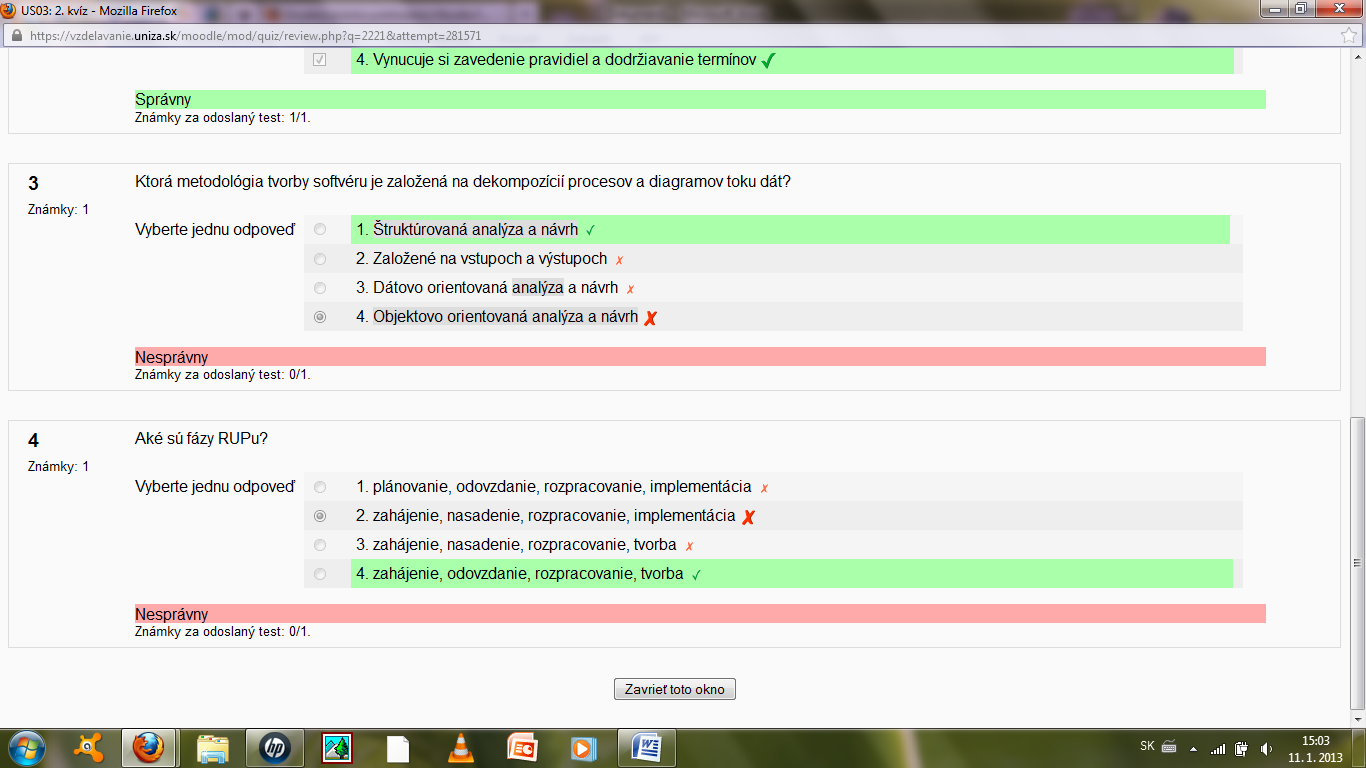 US03: 2. kvíz - Mozilla Firefox
https://vzdelavanie.uniza.sk/moodle/mod/quiz/review.php?q=2221&attempt=281571
4. Vynucuje si zavedenie pravidiel a dodržiavanie termínov
Správny
Známky za odoslaný test: 1/1.
3
Ktorá metodológia tvorby softvéru je založená na dekompozícií procesov a diagramov toku dát?
Známky: 1
Vyberte jednu odpoveď
1. Štruktúrovaná analýza a návrh
2. Založené na vstupoch a výstupoch
3. Dátovo orientovaná analýza a návrh
4. Objektovo orientovaná analýza a návrh
Nesprávny
Známky za odoslaný test: 0/1.
4
Aké sú fázy RUPu?
Známky: 1
Vyberte jednu odpoveď
1. plánovanie, odovzdanie, rozpracovanie, implementácia
2. zahájenie, nasadenie, rozpracovanie, implementácia
3. zahájenie, nasadenie, rozpracovanie, tvorba
4. zahájenie, odovzdanie, rozpracovanie, tvorba
Nesprávny
Známky za odoslaný test: 0/1.
Zavrieť toto okno
SK
15:03
11. 1. 2013